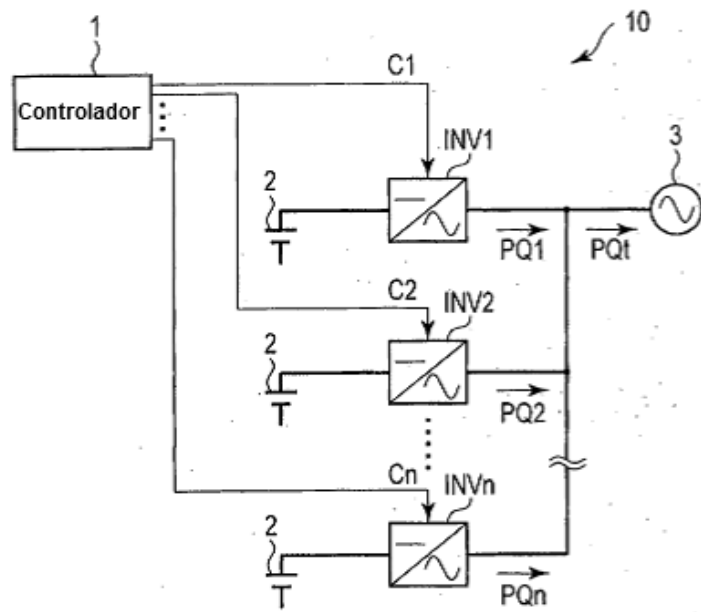 10
1
Controlador
C1
INV1
2
3
PQ1
PQt
C2
INV2
2
PQ2
Cn
INVn
2
PQn